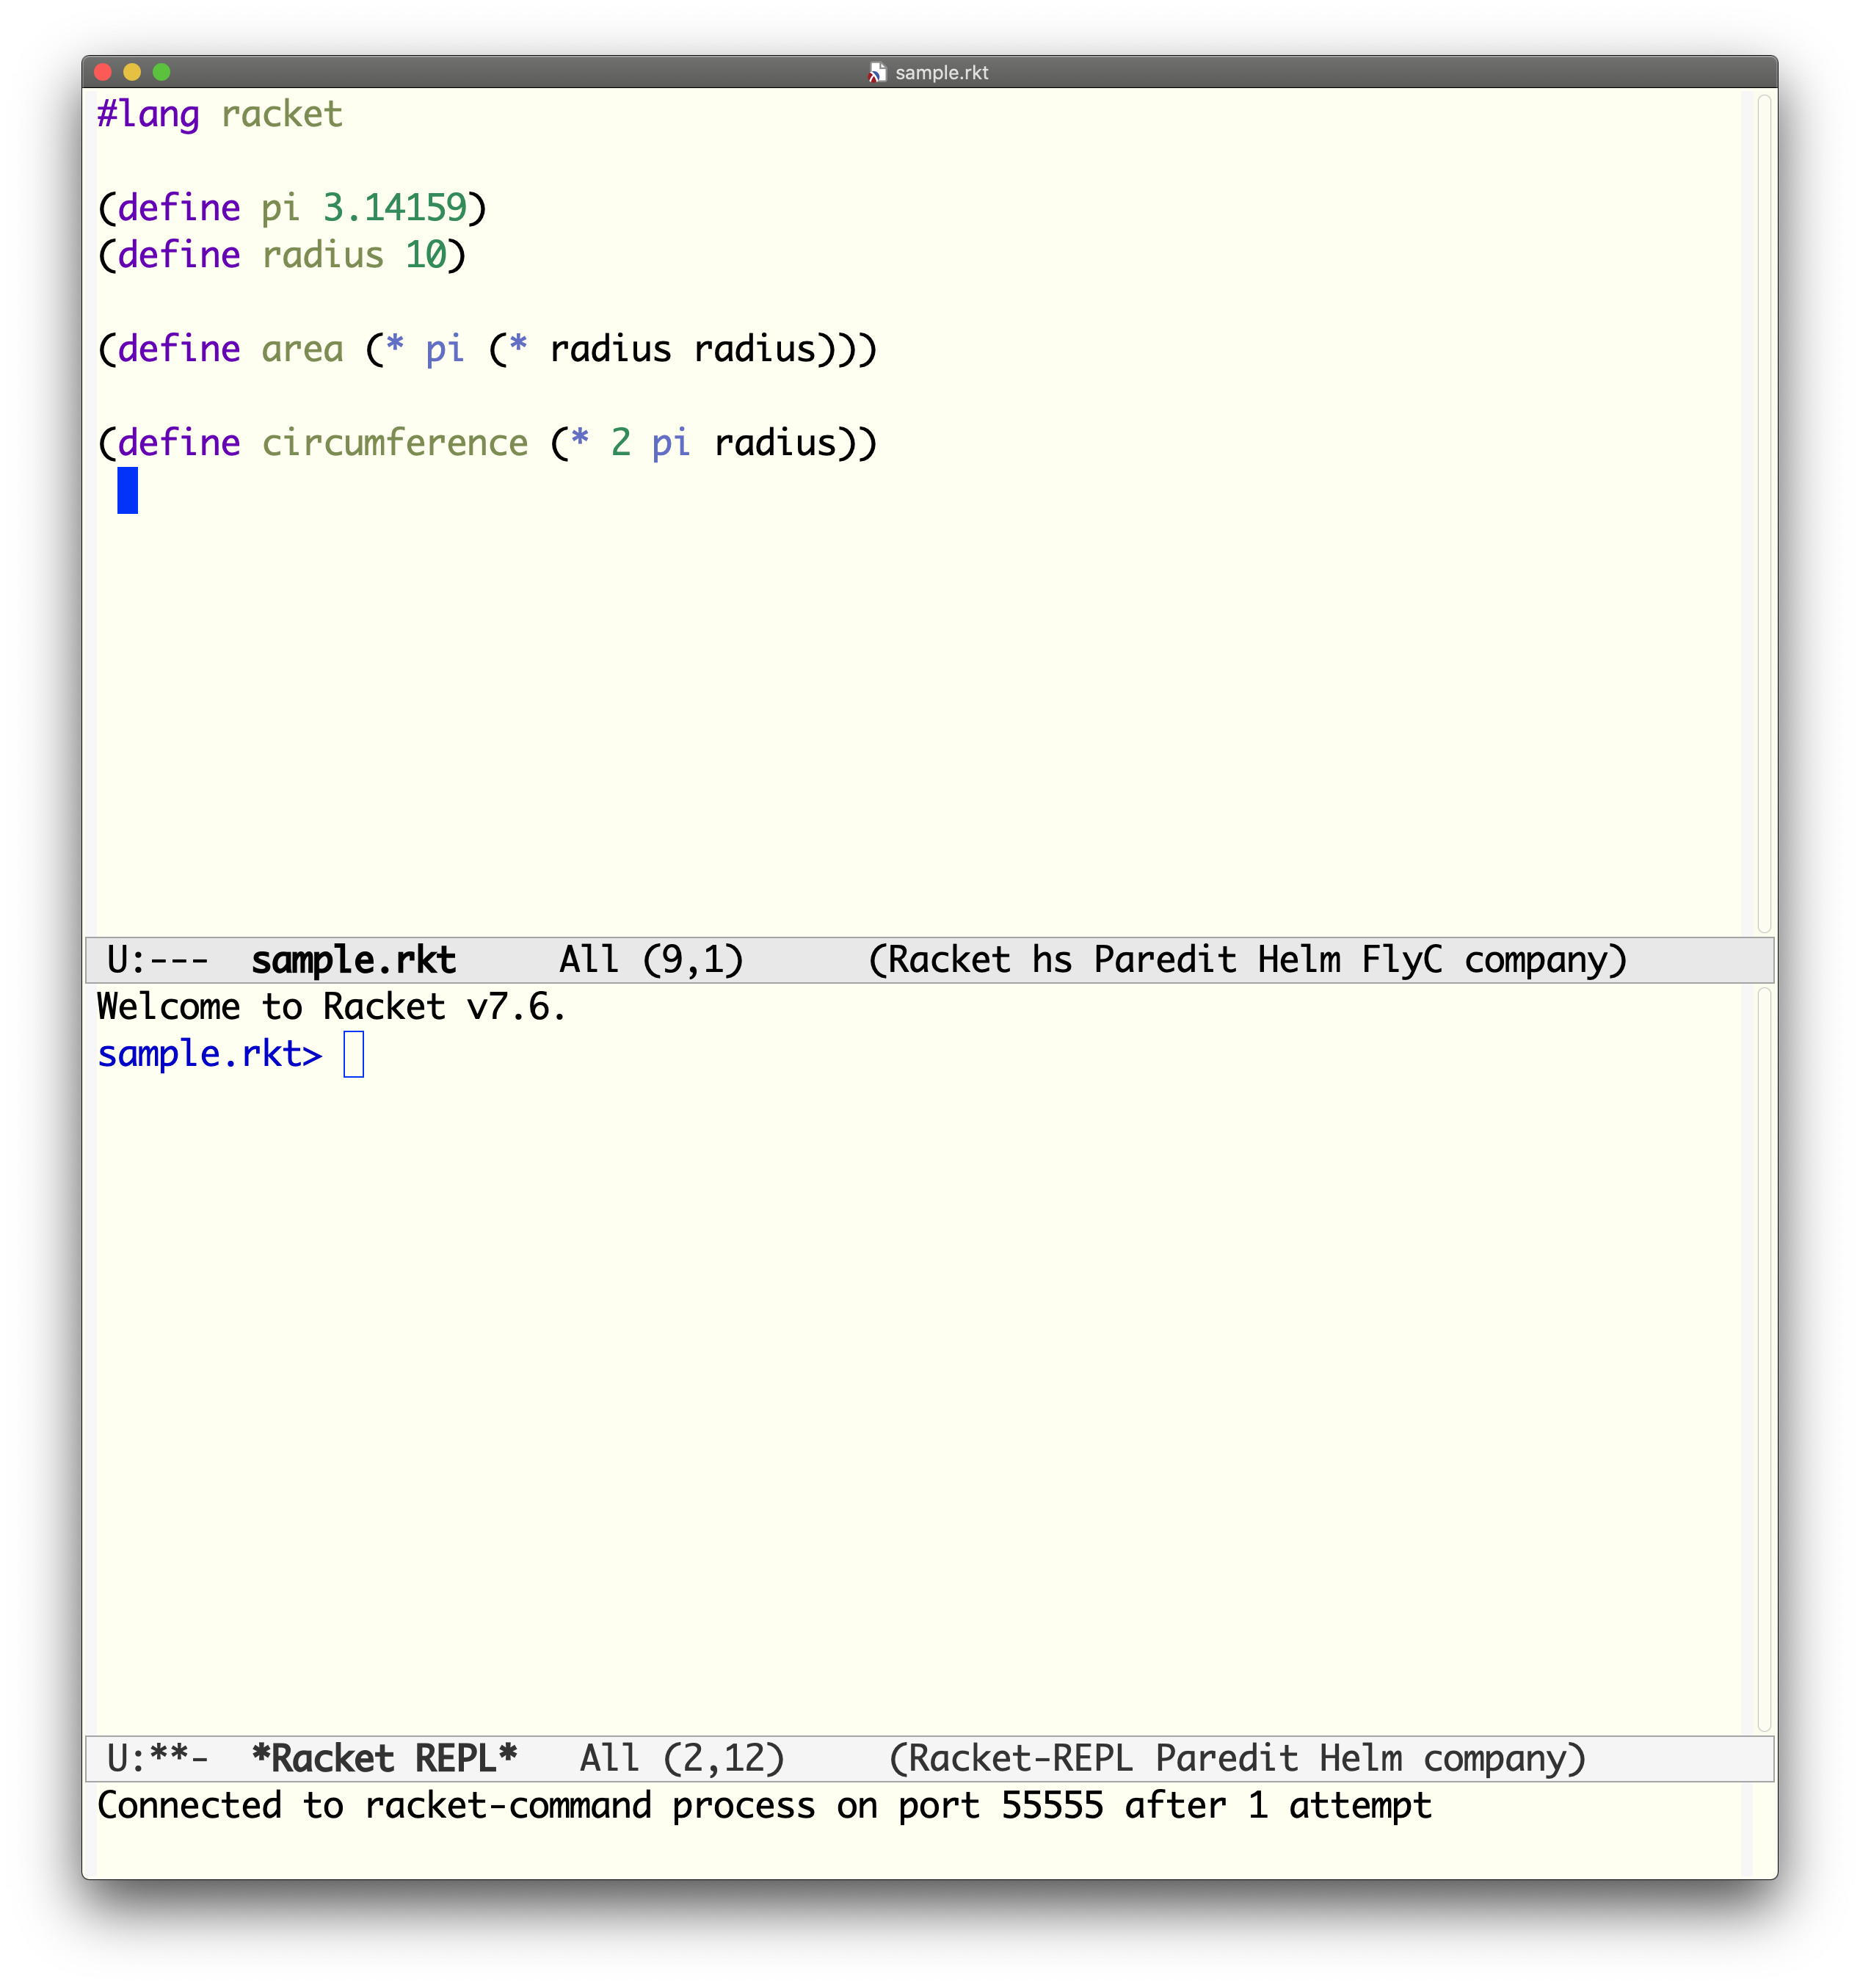 sample.rkt
#lang racket
(define pi 3.14159)
(define radius 10)
(define area (* pi (* radius radius)))
(define circumference (* 2 pi radius))
U:---  sample.rkt     All (9,1)      (Racket hs Paredit Helm FlyC company)
Welcome to Racket v7.6.
sample.rkt>
U:**-  *Racket REPL*   All (2,12)     (Racket-REPL Paredit Helm company)
Connected to racket-command process on port 55555 after 1 attempt